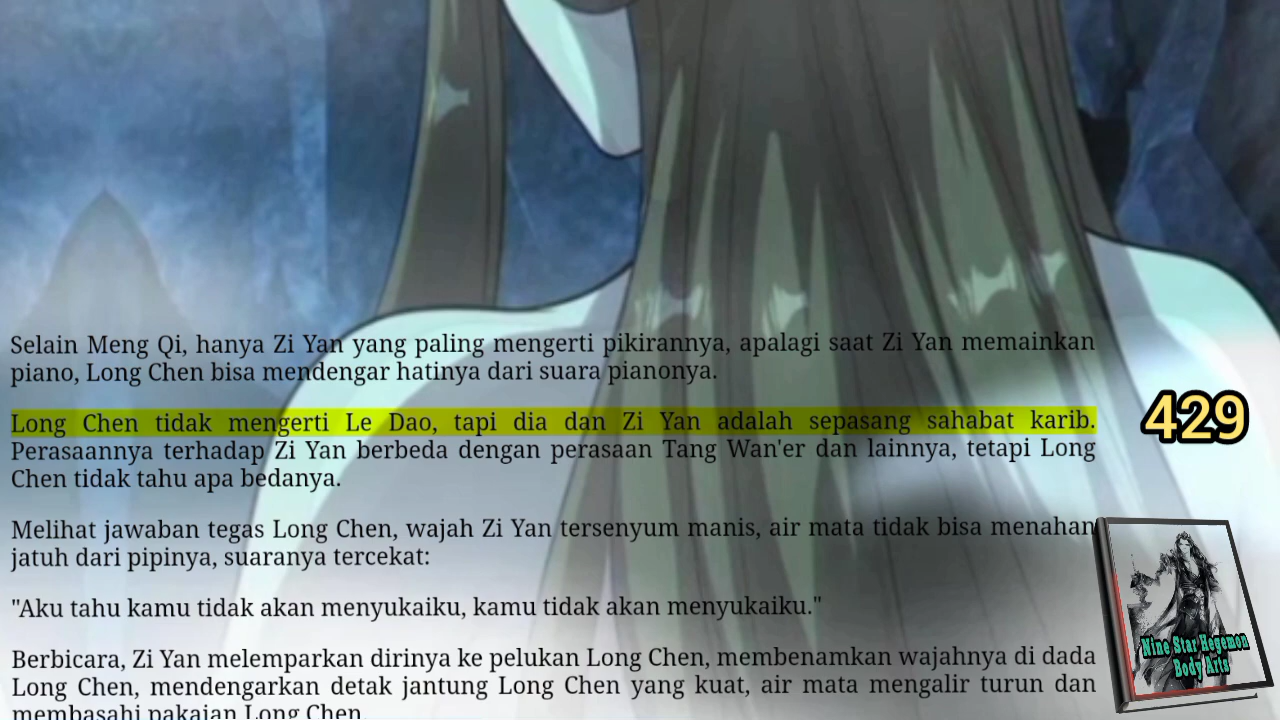 Selain Meng Qi, hanya Zi Yan yang paling mengerti pikirannya, apalagi saat Zi Yan memainkan
piano, Long Chen bisa mendengar hatinya dari suara pianonya.
Long Chen tidak mengerti Le Dao, tapi dia dan Zi Yan adalah sepasang sahabat karib.
Perasaannya terhadap Zi Yan berbeda dengan perasaan Tang Wan'er dan lainnya, tetapi Long
Chen tidak tahu apa bedanya.
Melihat jawaban tegas Long Chen, wajah Zi Yan tersenyum manis, air mata tidak bisa menahan
jatuh dari pipinya, suaranya tercekat:
"Aku tahu kamu tidak akan menyukaiku, kamu tidak akan menyukaiku."
Berbicara, Zi Yan melemparkan dirinya ke pelukan Long Chen, membenamkan wajahnya di dada
Long Chen, mendengarkan detak jantung Long Chen yang kuat, air mata mengalir turun dan
membasahi pakaian Long Chen.
429
Nine Star Hegemon
Body Arts